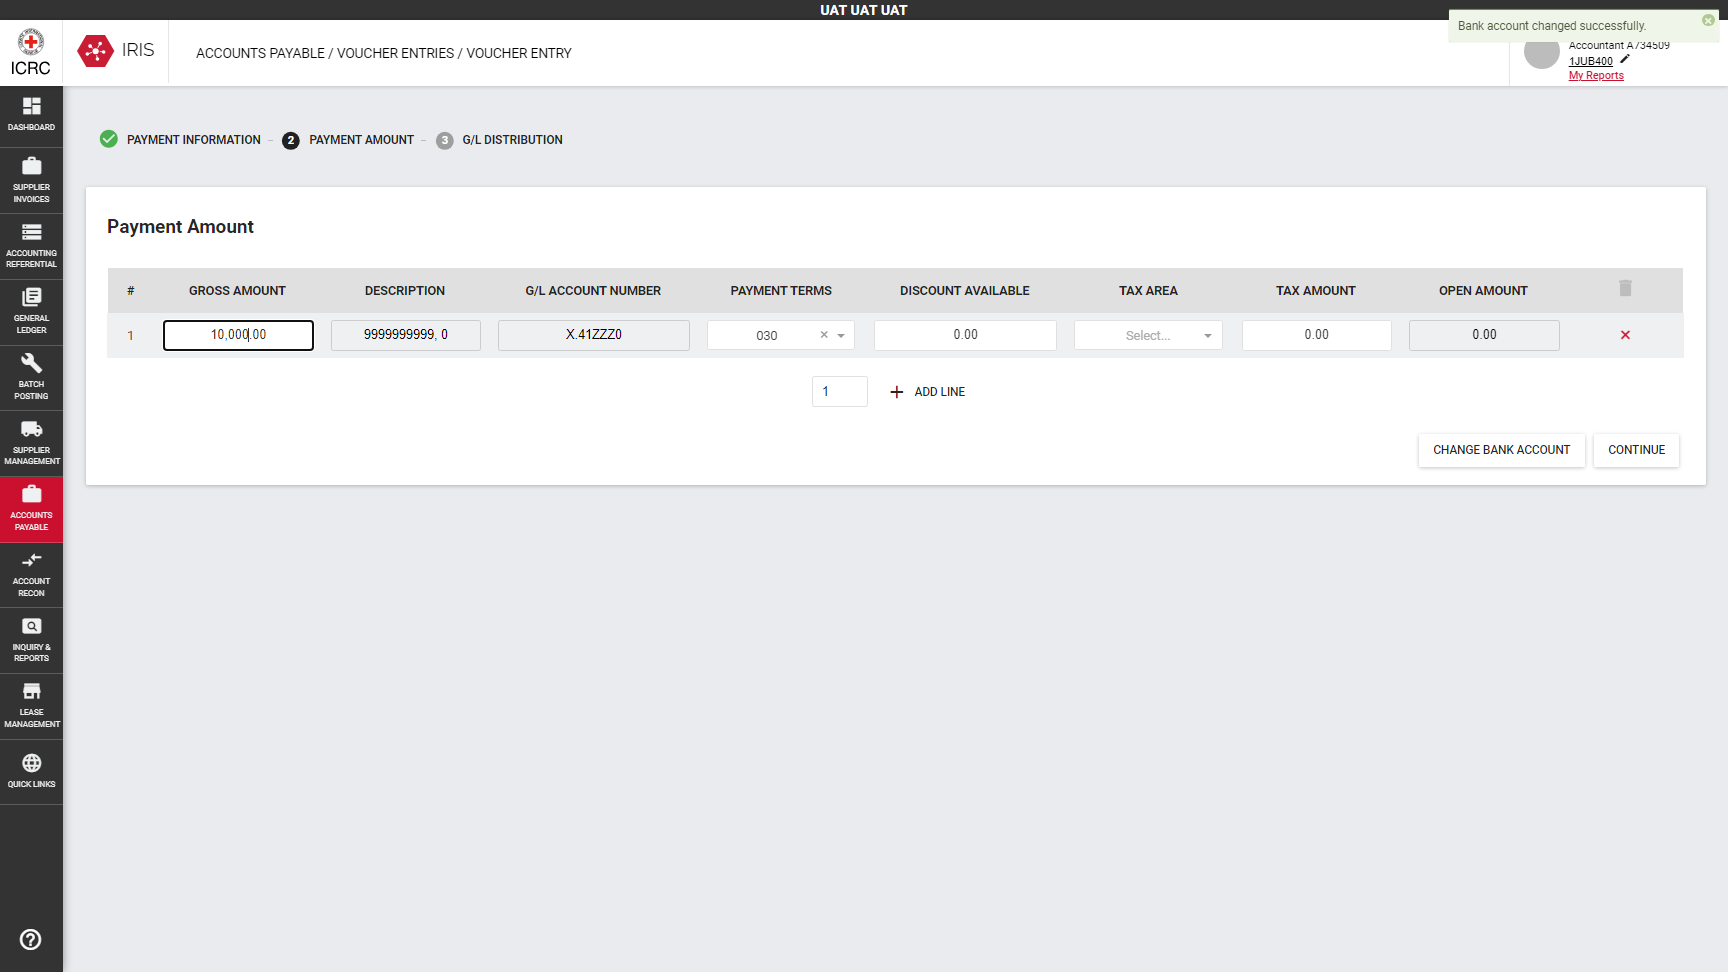 UAT UAT UAT
ICRC
IRIS
ACCOUNTS PAYABLE / VOUCHER ENTRIES / VOUCHER ENTRY
Bank account changed successfully.
Accountant A734509
1JUB400
My Reports
DASHBOARD
SUPPLIER
INVOICES
ACCOUNTING
REFERENTIAL
GENERAL
LEDGER
BATCH
POSTING
SUPPLIER
MANAGEMENT
ACCOUNTS
PAYABLE
ACCOUNT
RECON
INQUIRY &
REPORTS
LEASE
MANAGEMENT
QUICK LINKS
PAYMENT INFORMATION - 2 PAYMENT AMOUNT - 3 G/L DISTRIBUTION
Payment Amount
# GROSS AMOUNT DESCRIPTION G/L ACCOUNT NUMBER PAYMENT TERMS DISCOUNT AVAILABLE TAX AREA TAX AMOUNT OPEN AMOUNT
1 10,000.00 9999999999, 0 X.41ZZZ0 030 × 0.00 Select... 0.00 0.00
1 + ADD LINE
CHANGE BANK ACCOUNT CONTINUE